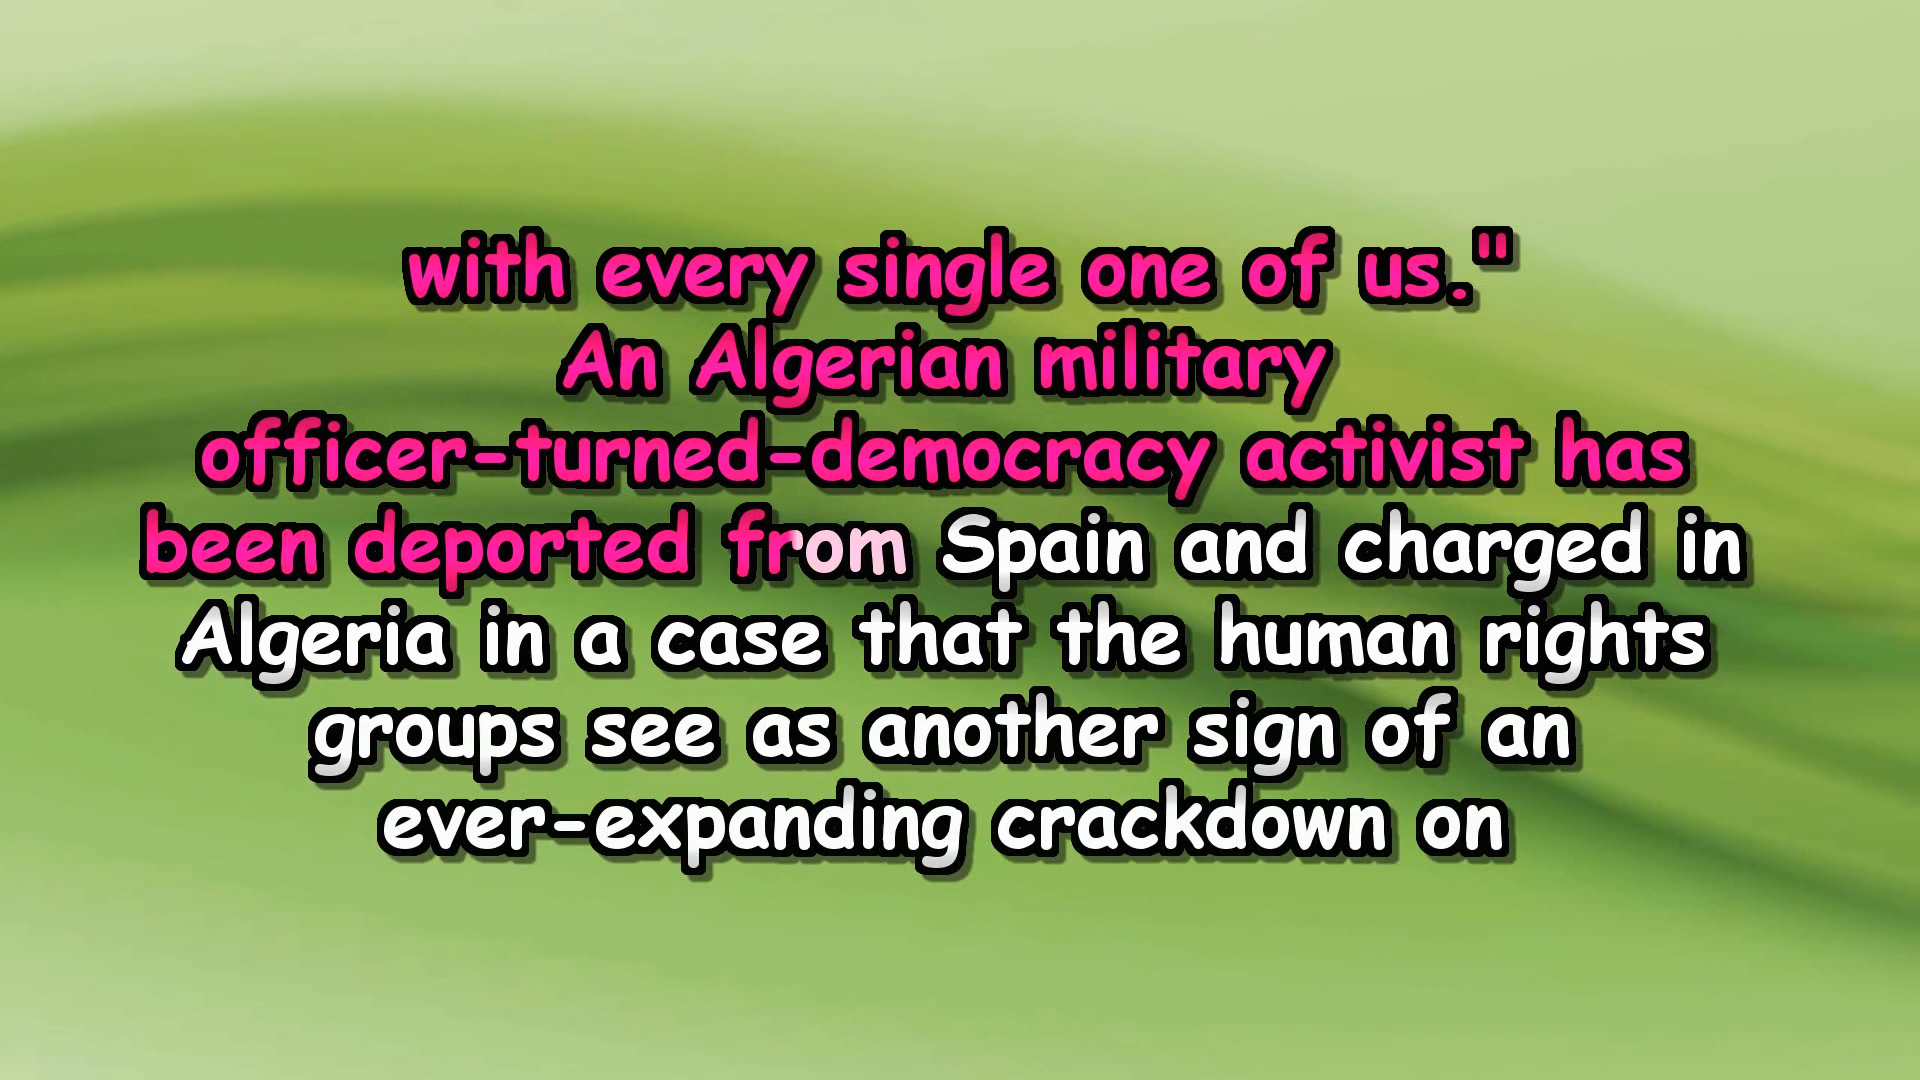 with every single one of us."
An Algerian military
officer-turned-democracy activist has
been deported from Spain and charged in
Algeria in a case that the human rights
groups see as another sign of an
ever-expanding crackdown on